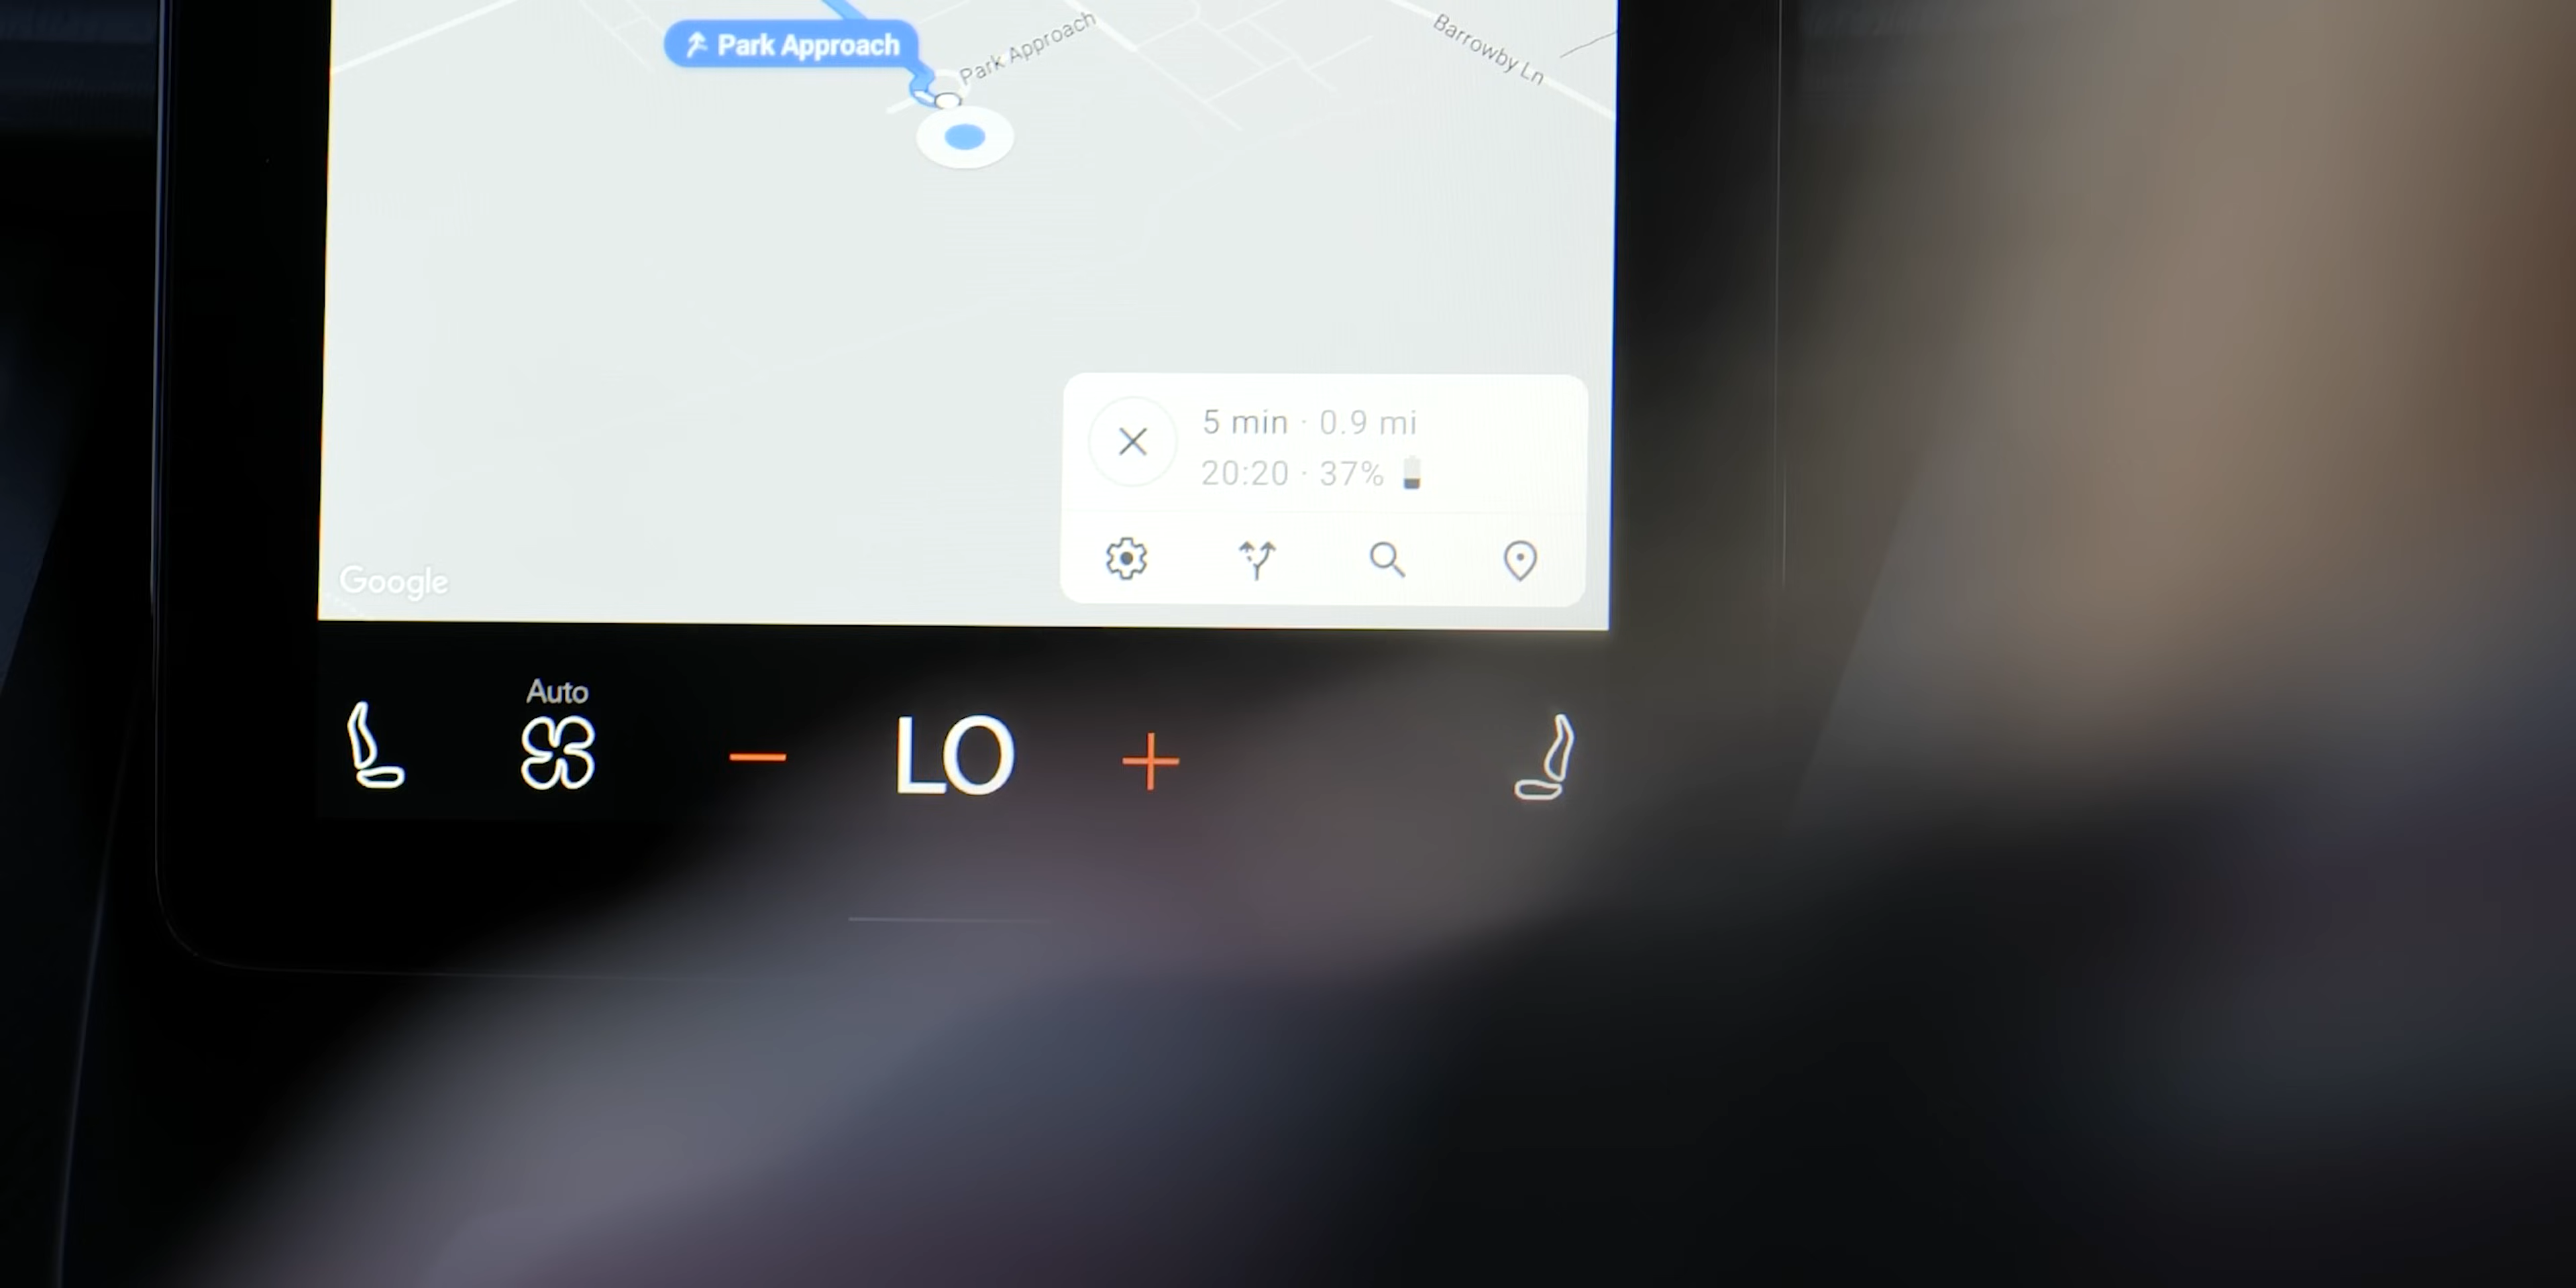 Park Approach
Park Approach
Barrowby Ln
5 min · 0.9 mi
20:20 · 37%
Google
Auto
LO